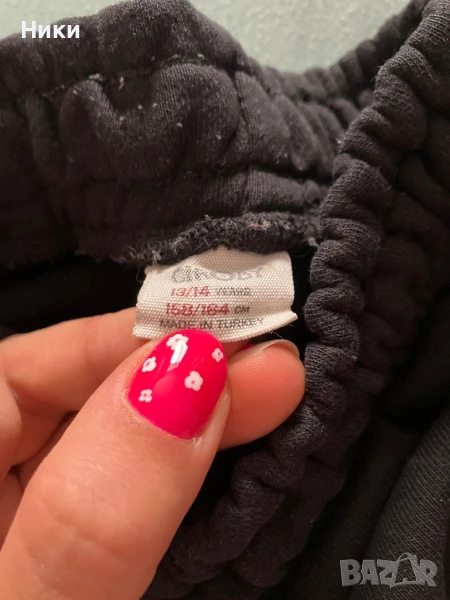 Ники
13/14 YEARS
158/164 CM
MADE IN TURKEY
BAZAR